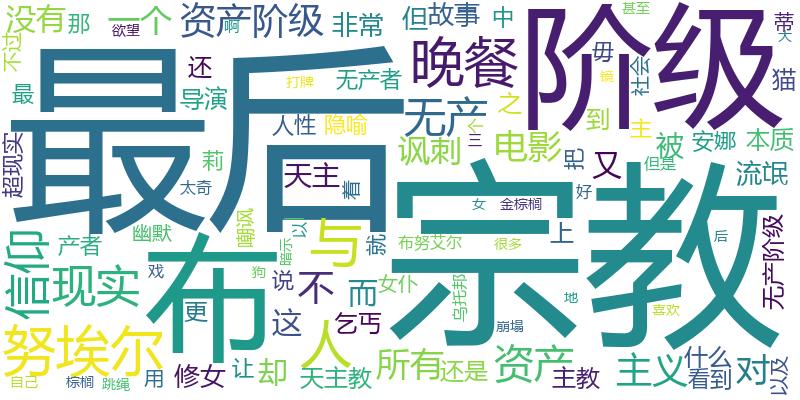 没有
那
欲望
一个
资产阶级
啊
非常
但
故事
中
甚至
蒂
大
不过
最后
还
打牌
晚餐
阶级
毋
社会
猫
镜
最
导演
无产者
无产
之
到
主
超现实
人性
隐喻
讽刺
电影
个
三
把
被
安娜
本质
莉
太奇
天主
着
又
但是
流氓
宗教
女
金棕榈
好
信仰
产者
幽默
嘲讽
布
与
以
暗示
就
布努艾尔
很多
上
后
无产阶级
现实
戏
狗
说
不
而
女仆
乌托邦
地
更
这
乞丐
努埃尔
人
崩塌
喜欢
自己
棕榈
跳绳
用
修女
让
却
天主教
所有
还是
资产
主教
主义
什么
看到
对
以及